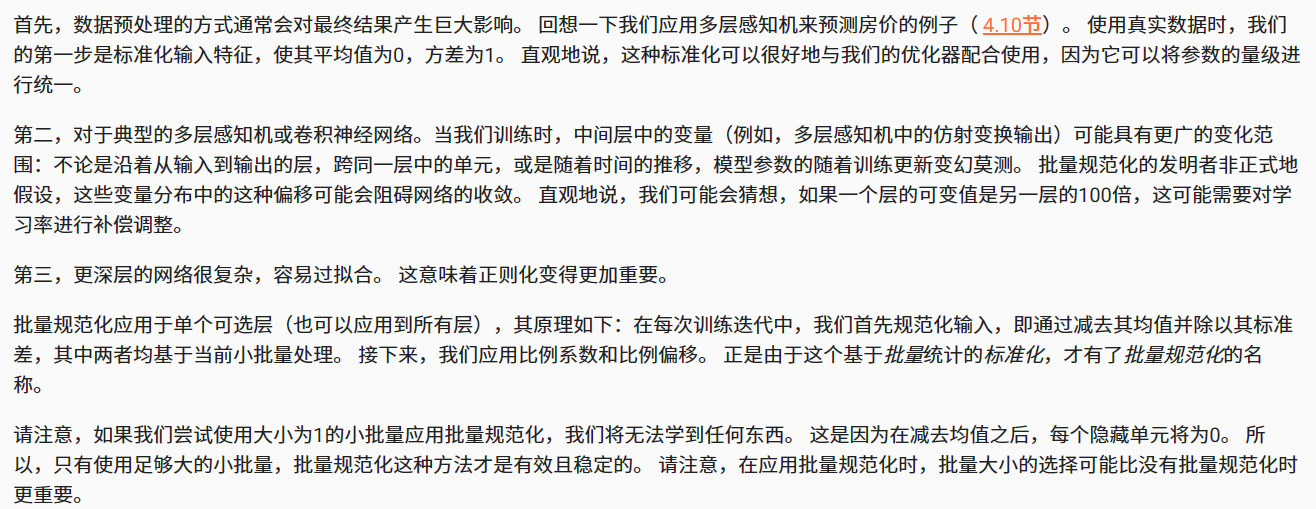 首先，数据预处理的方式通常会对最终结果产生巨大影响。 回想一下我们应用多层感知机来预测房价的例子（ 4.10节）。 使用真实数据时，我们
的第一步是标准化输入特征，使其平均值为0，方差为1。 直观地说，这种标准化可以很好地与我们的优化器配合使用，因为它可以将参数的量级进
行统一。
第二，对于典型的多层感知机或卷积神经网络。当我们训练时，中间层中的变量（例如，多层感知机中的仿射变换输出）可能具有更广的变化范
围：不论是沿着从输入到输出的层，跨同一层中的单元，或是随着时间的推移，模型参数的随着训练更新变幻莫测。 批量规范化的发明者非正式地
假设，这些变量分布中的这种偏移可能会阻碍网络的收敛。 直观地说，我们可能会猜想，如果一个层的可变值是另一层的100倍，这可能需要对学
习率进行补偿调整。
第三，更深层的网络很复杂，容易过拟合。 这意味着正则化变得更加重要。
批量规范化应用于单个可选层（也可以应用到所有层），其原理如下：在每次训练迭代中，我们首先规范化输入，即通过减去其均值并除以其标准
差，其中两者均基于当前小批量处理。 接下来，我们应用比例系数和比例偏移。 正是由于这个基于批量统计的标准化，才有了批量规范化的名
称。
请注意，如果我们尝试使用大小为1的小批量应用批量规范化，我们将无法学到任何东西。 这是因为在减去均值之后，每个隐藏单元将为0。 所
以，只有使用足够大的小批量，批量规范化这种方法才是有效且稳定的。 请注意，在应用批量规范化时，批量大小的选择可能比没有批量规范化时
更重要。